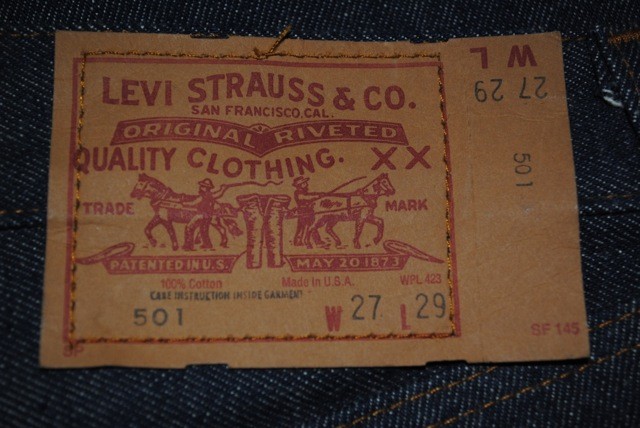 LEVI STRAUSS & CO.
SAN FRANCISCO, CAL.
ORIGINAL RIVETED
QUALITY CLOTHING. XX
TRADE MARK
PATENTED IN U.S. MAY 20 1873
100% Cotton Made in U.S.A. WPL 423
CARE INSTRUCTION INSIDE GARMENT
501 W 27 L 29
SP
W L
27 29
501
SF 145